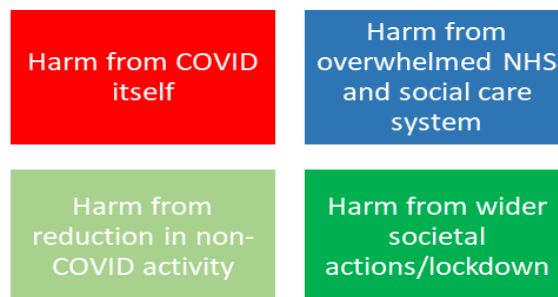 Harm from COVID
itself
Harm from
overwhelmed NHS
and social care
system
Harm from
reduction in non-
COVID activity
Harm from wider
societal
actions/lockdown